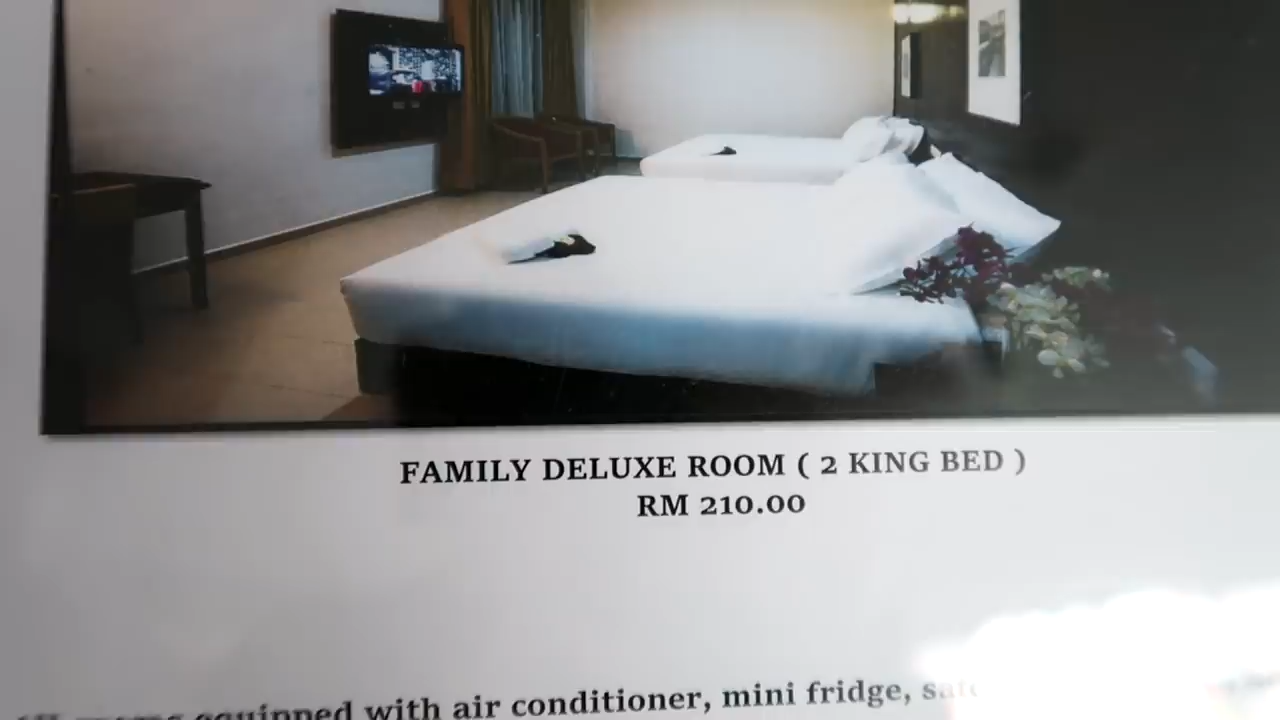 FAMILY DELUXE ROOM ( 2 KING BED )
RM 210.00
equipped with air conditioner, mini fridge,